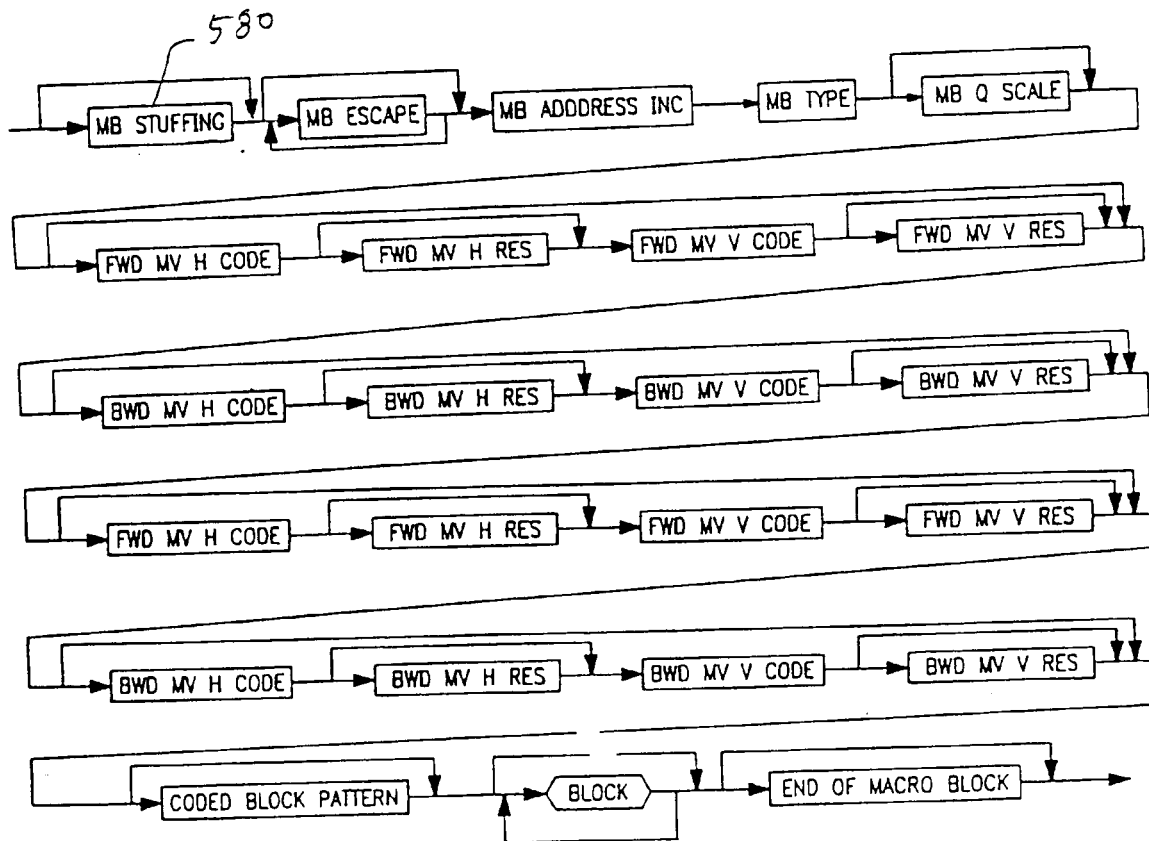 580
MB STUFFING MB ESCAPE MB ADDDRESS INC MB TYPE MB Q SCALE
FWD MV H CODE FWD MV H RES FWD MV V CODE FWD MV V RES
BWD MV H CODE BWD MV H RES BWD MV V CODE BWD MV V RES
FWD MV H CODE FWD MV H RES FWD MV V CODE FWD MV V RES
BWD MV H CODE BWD MV H RES BWD MV V CODE BWD MV V RES
CODED BLOCK PATTERN BLOCK END OF MACRO BLOCK